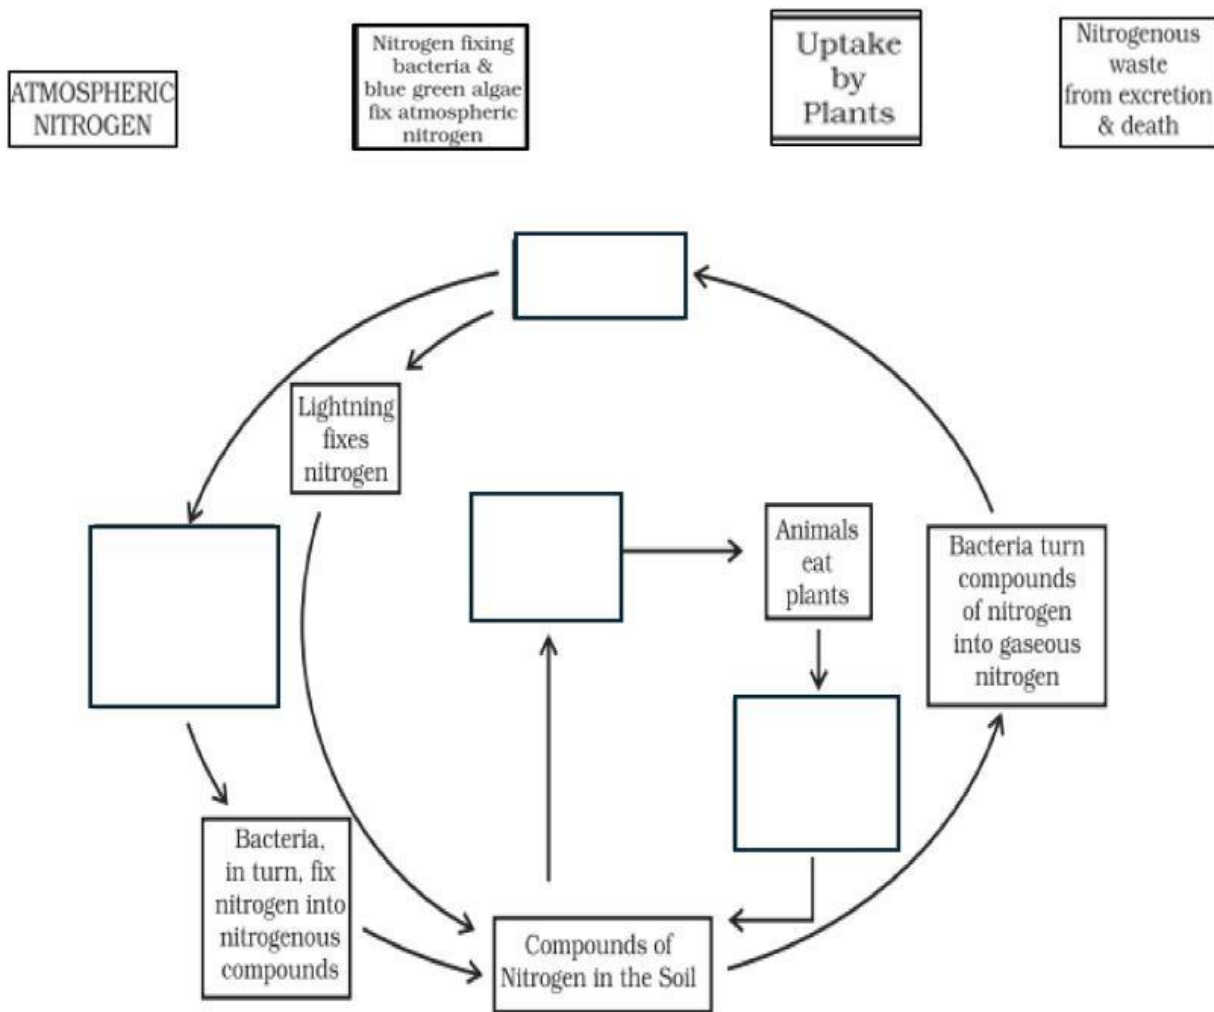 ATMOSPHERIC
NITROGEN
Nitrogen fixing
bacteria &
blue green algae
fix atmospheric
nitrogen
Uptake
by
Plants
Nitrogenous
waste
from excretion
& death
Lightning
fixes
nitrogen
Animals
eat
plants
Bacteria turn
compounds
of nitrogen
into gaseous
nitrogen
Bacteria,
in turn, fix
nitrogen into
nitrogenous
compounds
Compounds of
Nitrogen in the Soil